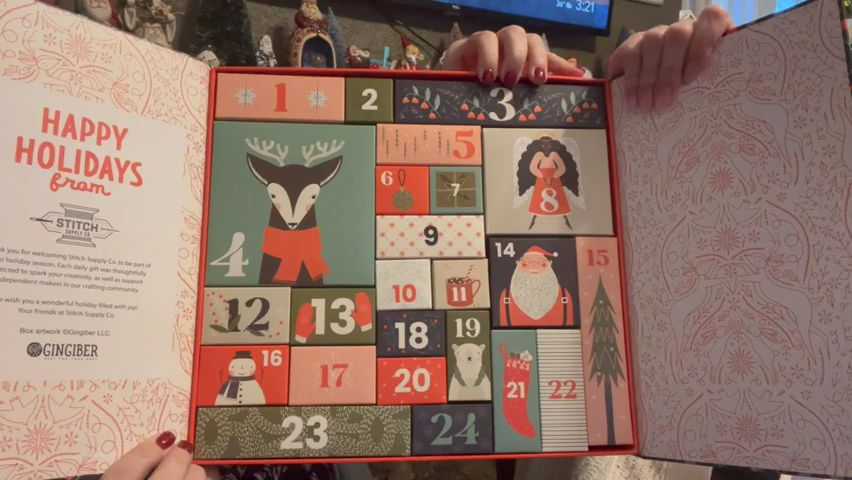 3:21
HAPPY
HOLIDAYS
from
STITCH
SUPPLY CO.
you for welcoming Stitch Supply Co. to be part of
holiday season. Each daily gift was thoughtfully
to spark your creativity, as well as support
independent makers in our crafting community.
wish you a wonderful holiday filled with joy!
Your friends at Stitch Supply Co.
Box artwork ©Gingiber LLC
GINGIBER
1
2
3
4
5
6
7
8
9
10
11
12
13
14
15
16
17
18
19
20
21
22
23
24